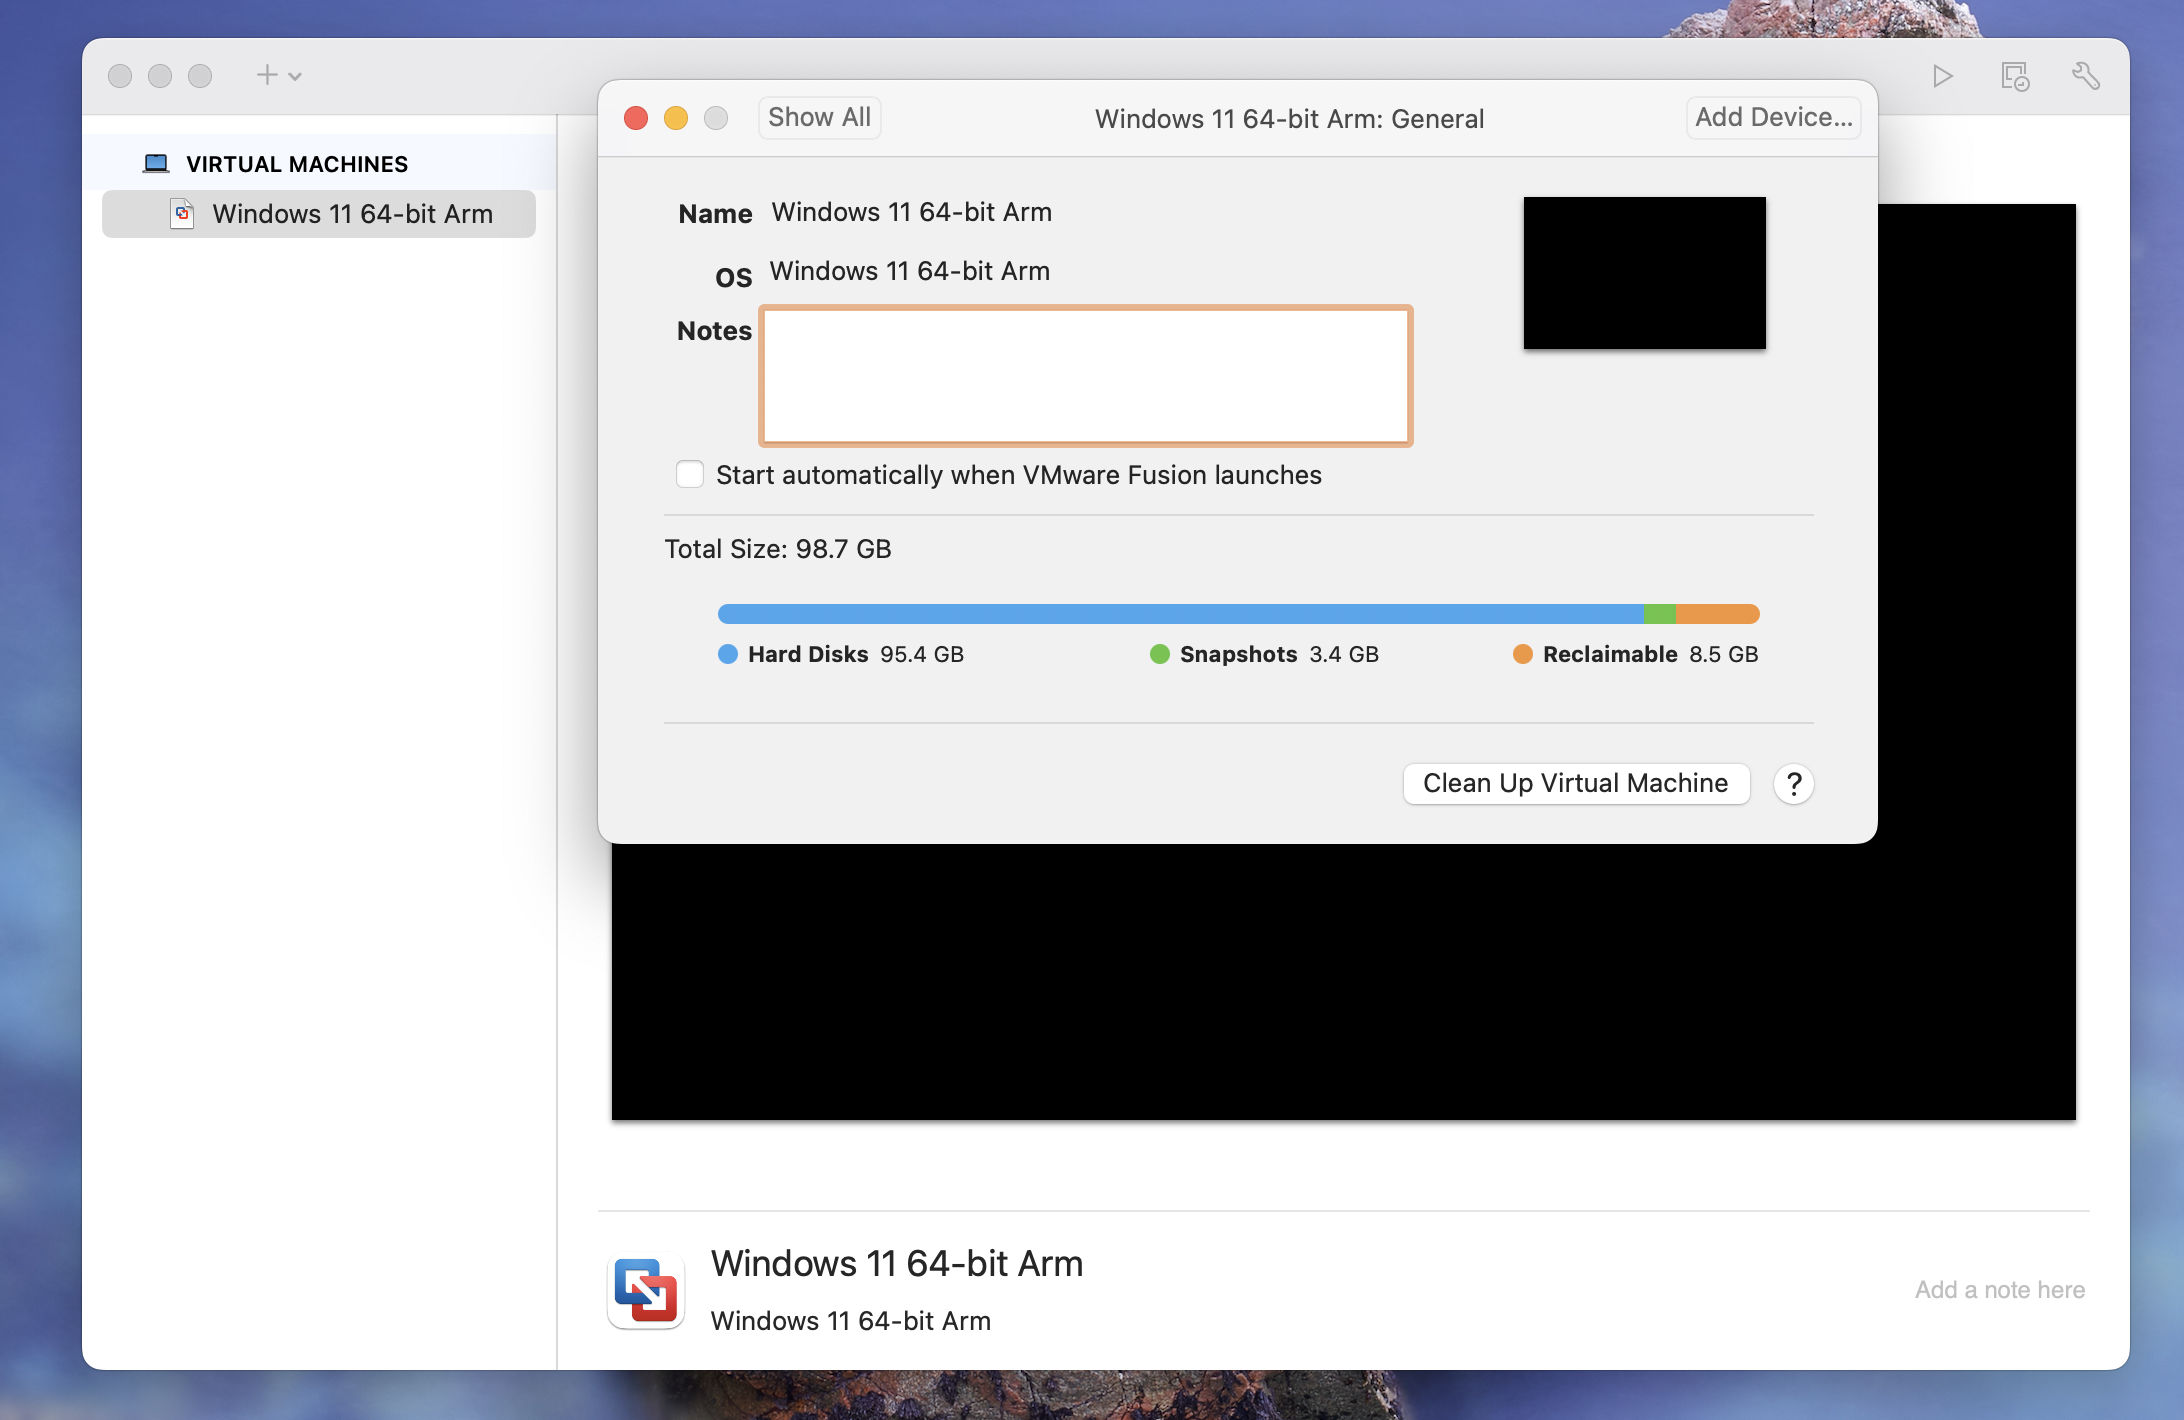 Show All
Windows 11 64-bit Arm: General
Add Device...
VIRTUAL MACHINES
Windows 11 64-bit Arm
Name Windows 11 64-bit Arm
OS Windows 11 64-bit Arm
Notes
Start automatically when VMware Fusion launches
Total Size: 98.7 GB
Hard Disks 95.4 GB
Snapshots 3.4 GB
Reclaimable 8.5 GB
Clean Up Virtual Machine
?
Windows 11 64-bit Arm
Windows 11 64-bit Arm
Add a note here